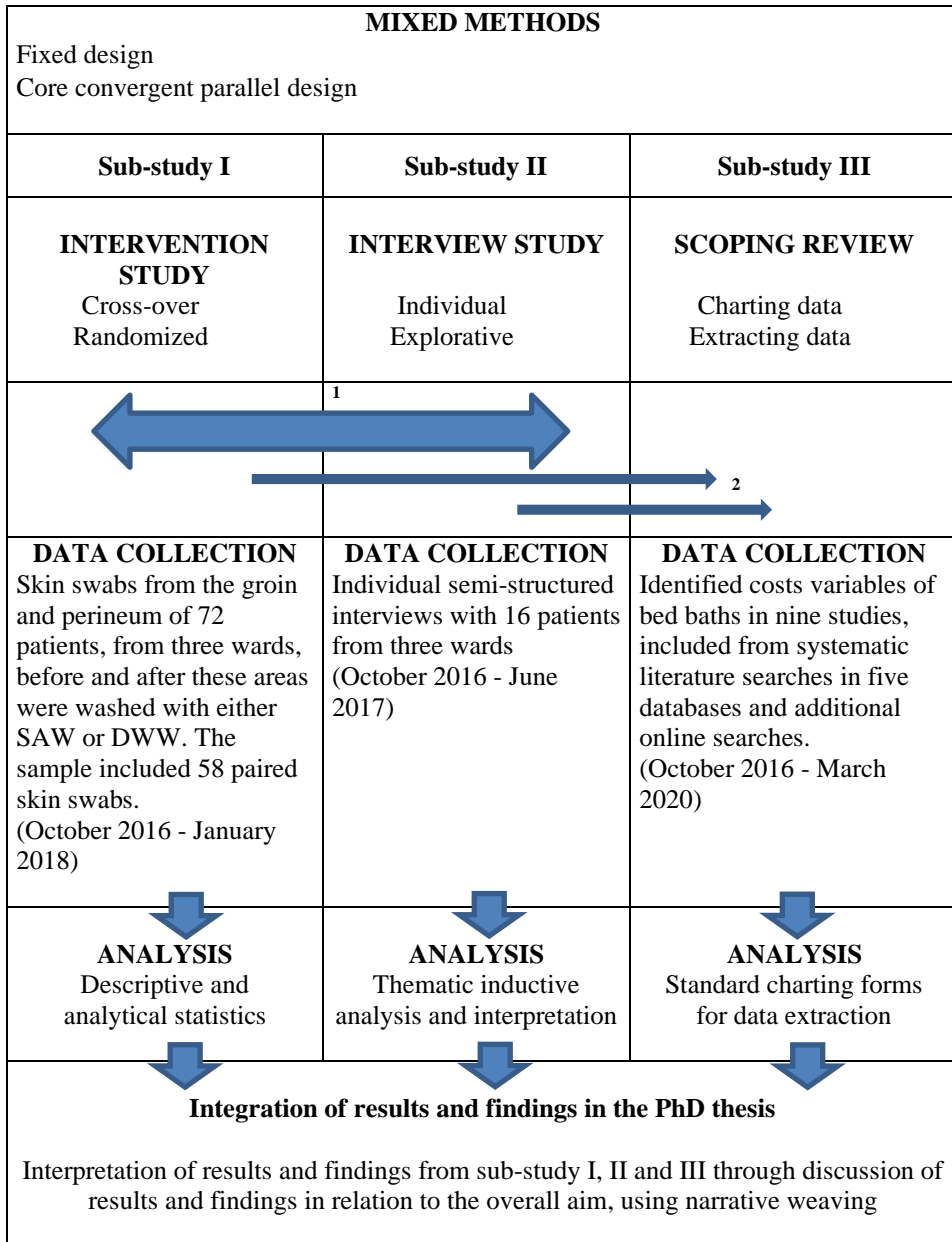 MIXED METHODS
Fixed design
Core convergent parallel design
Sub-study I
Sub-study II
Sub-study III
INTERVENTION
STUDY
Cross-over
Randomized
INTERVIEW STUDY
Individual
Explorative
SCOPING REVIEW
Charting data
Extracting data
1
2
DATA COLLECTION
Skin swabs from the groin
and perineum of 72
patients, from three wards,
before and after these areas
were washed with either
SAW or DWW. The
sample included 58 paired
skin swabs.
(October 2016 - January
2018)
DATA COLLECTION
Individual semi-structured
interviews with 16 patients
from three wards
(October 2016 - June
2017)
DATA COLLECTION
Identified costs variables of
bed baths in nine studies,
included from systematic
literature searches in five
databases and additional
online searches.
(October 2016 - March
2020)
ANALYSIS
Descriptive and
analytical statistics
ANALYSIS
Thematic inductive
analysis and interpretation
ANALYSIS
Standard charting forms
for data extraction
Integration of results and findings in the PhD thesis
Interpretation of results and findings from sub-study I, II and III through discussion of
results and findings in relation to the overall aim, using narrative weaving